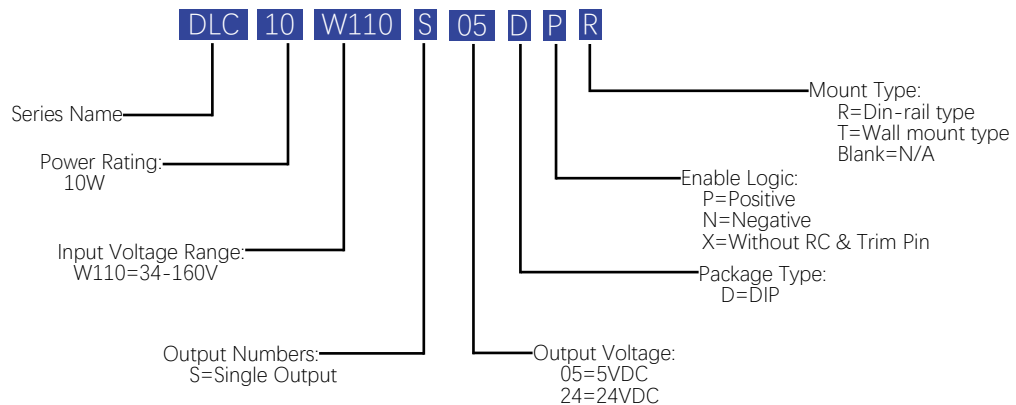 DLC 10 W110 S 05 D P R
Series Name
Power Rating:
10W
Input Voltage Range:
W110=34-160V
Output Numbers:
S=Single Output
Output Voltage:
05=5VDC
24=24VDC
Package Type:
D=DIP
Enable Logic:
P=Positive
N=Negative
X=Without RC & Trim Pin
Mount Type:
R=Din-rail type
T=Wall mount type
Blank=N/A